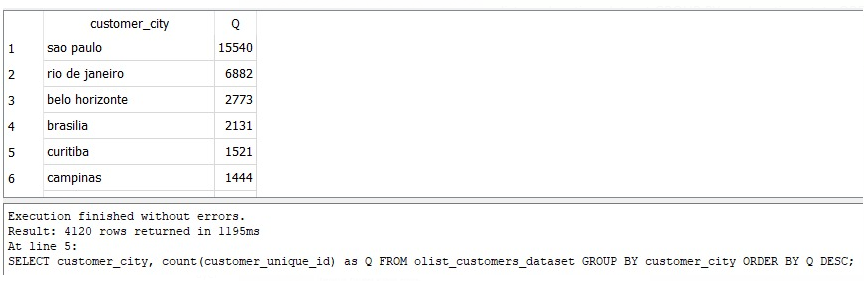 customer_city Q
1 sao paulo 15540
2 rio de janeiro 6882
3 belo horizonte 2773
4 brasilia 2131
5 curitiba 1521
6 campinas 1444
Execution finished without errors.
Result: 4120 rows returned in 1195ms
At line 5:
SELECT customer_city, count(customer_unique_id) as Q FROM olist_customers_dataset GROUP BY customer_city ORDER BY Q DESC;